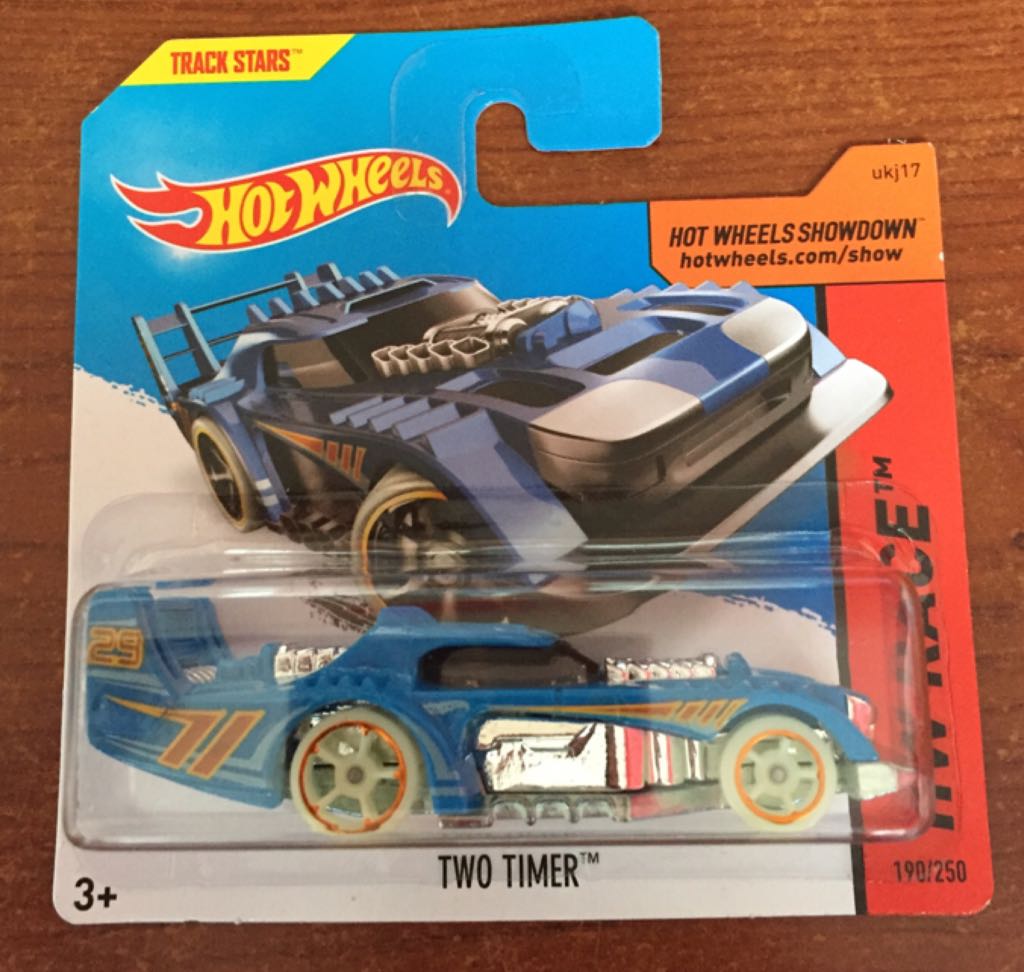 TRACK STARS™
HOT WHEELS
ukj17
HOT WHEELS SHOWDOWN™
hotwheels.com/show
HW RACE™
29
TWO TIMER™
190/250
3+